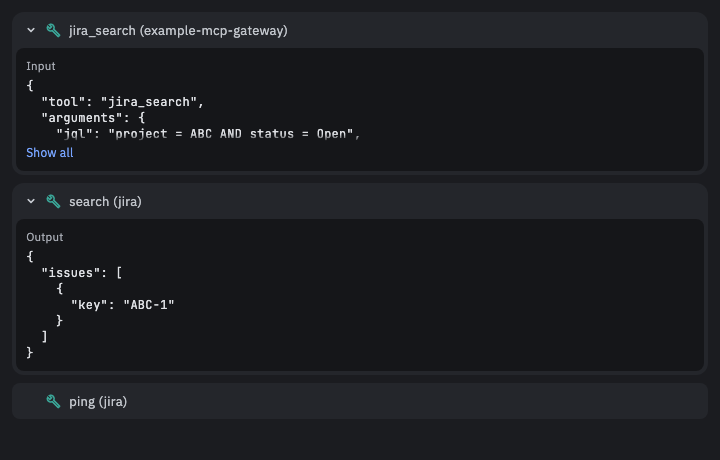 jira_search (example-mcp-gateway)
Input
{
  "tool": "jira_search",
  "arguments": {
    "jql": "project = ABC AND status = Open",
Show all
search (jira)
Output
{
  "issues": [
    {
      "key": "ABC-1"
    }
  ]
}
ping (jira)